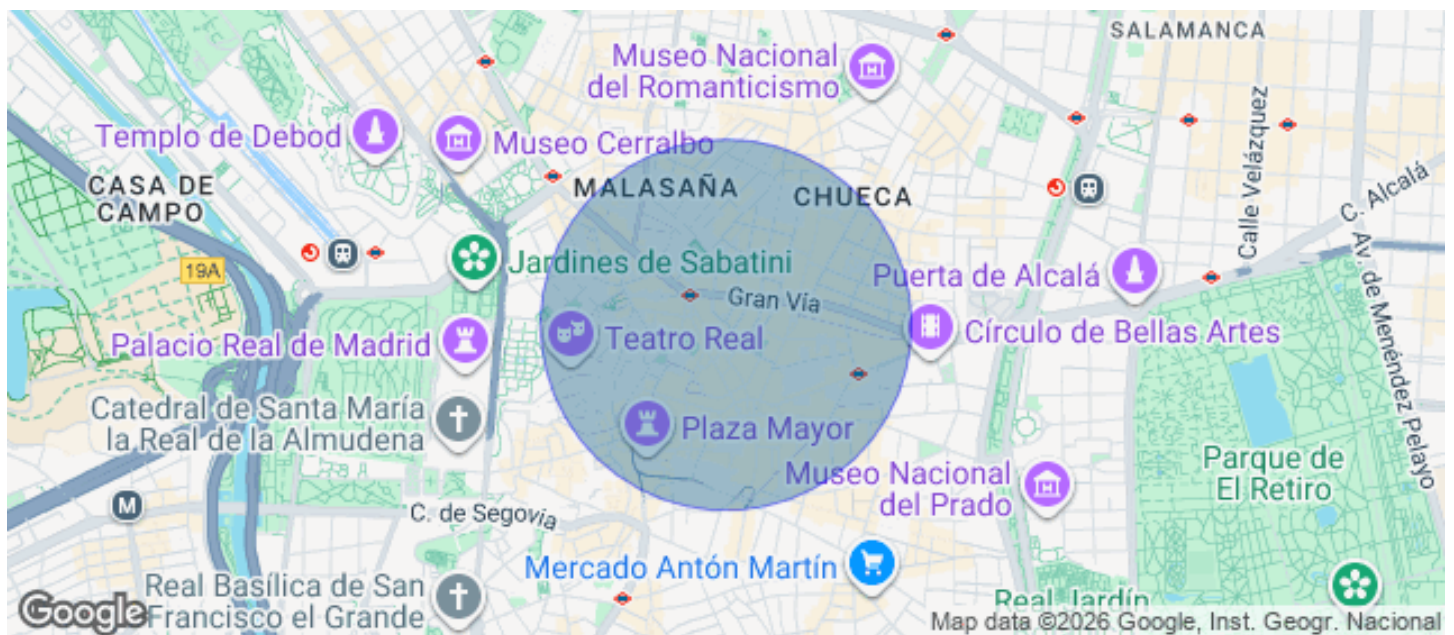 SALAMANCA
Museo Nacional
del Romanticismo
Templo de Debod
Museo Cerralbo
CASA DE
CAMPO
MALASAÑA
CHUECA
Calle Velázquez
C. Alcalá
19A
Jardines de Sabatini
Puerta de Alcalá
Gran Vía
Av. de Menéndez Pelayo
Palacio Real de Madrid
Teatro Real
Círculo de Bellas Artes
Catedral de Santa María
la Real de la Almudena
Plaza Mayor
Museo Nacional
del Prado
Parque de
El Retiro
M
C. de Segovia
Mercado Antón Martín
Real Basílica de San
Francisco el Grande
Real Jardín
Google
Map data ©2026 Google, Inst. Geogr. Nacional